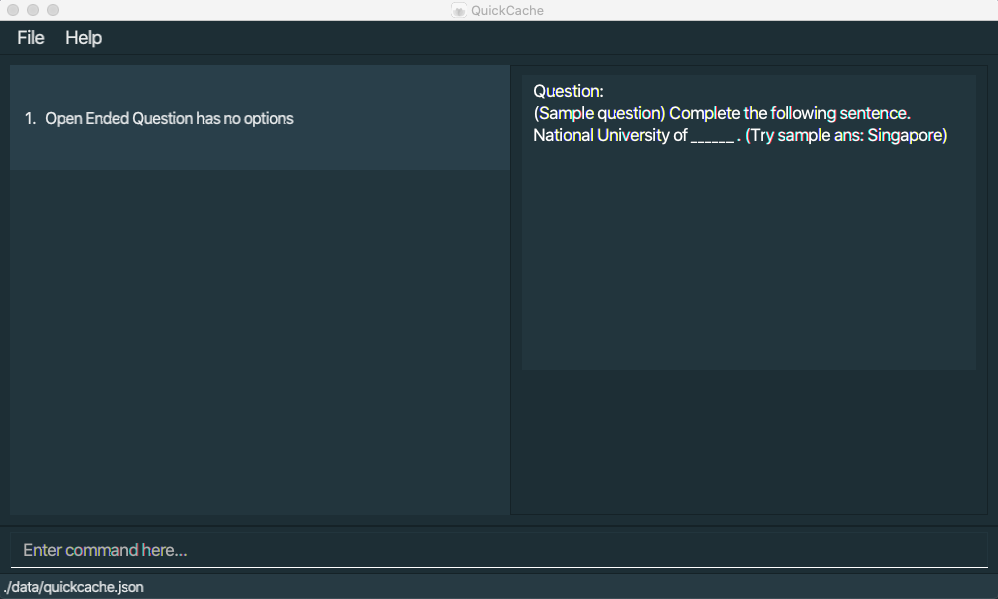 QuickCache
File Help
1. Open Ended Question has no options
Question:
(Sample question) Complete the following sentence.
National University of ______ . (Try sample ans: Singapore)
Enter command here...
./data/quickcache.json